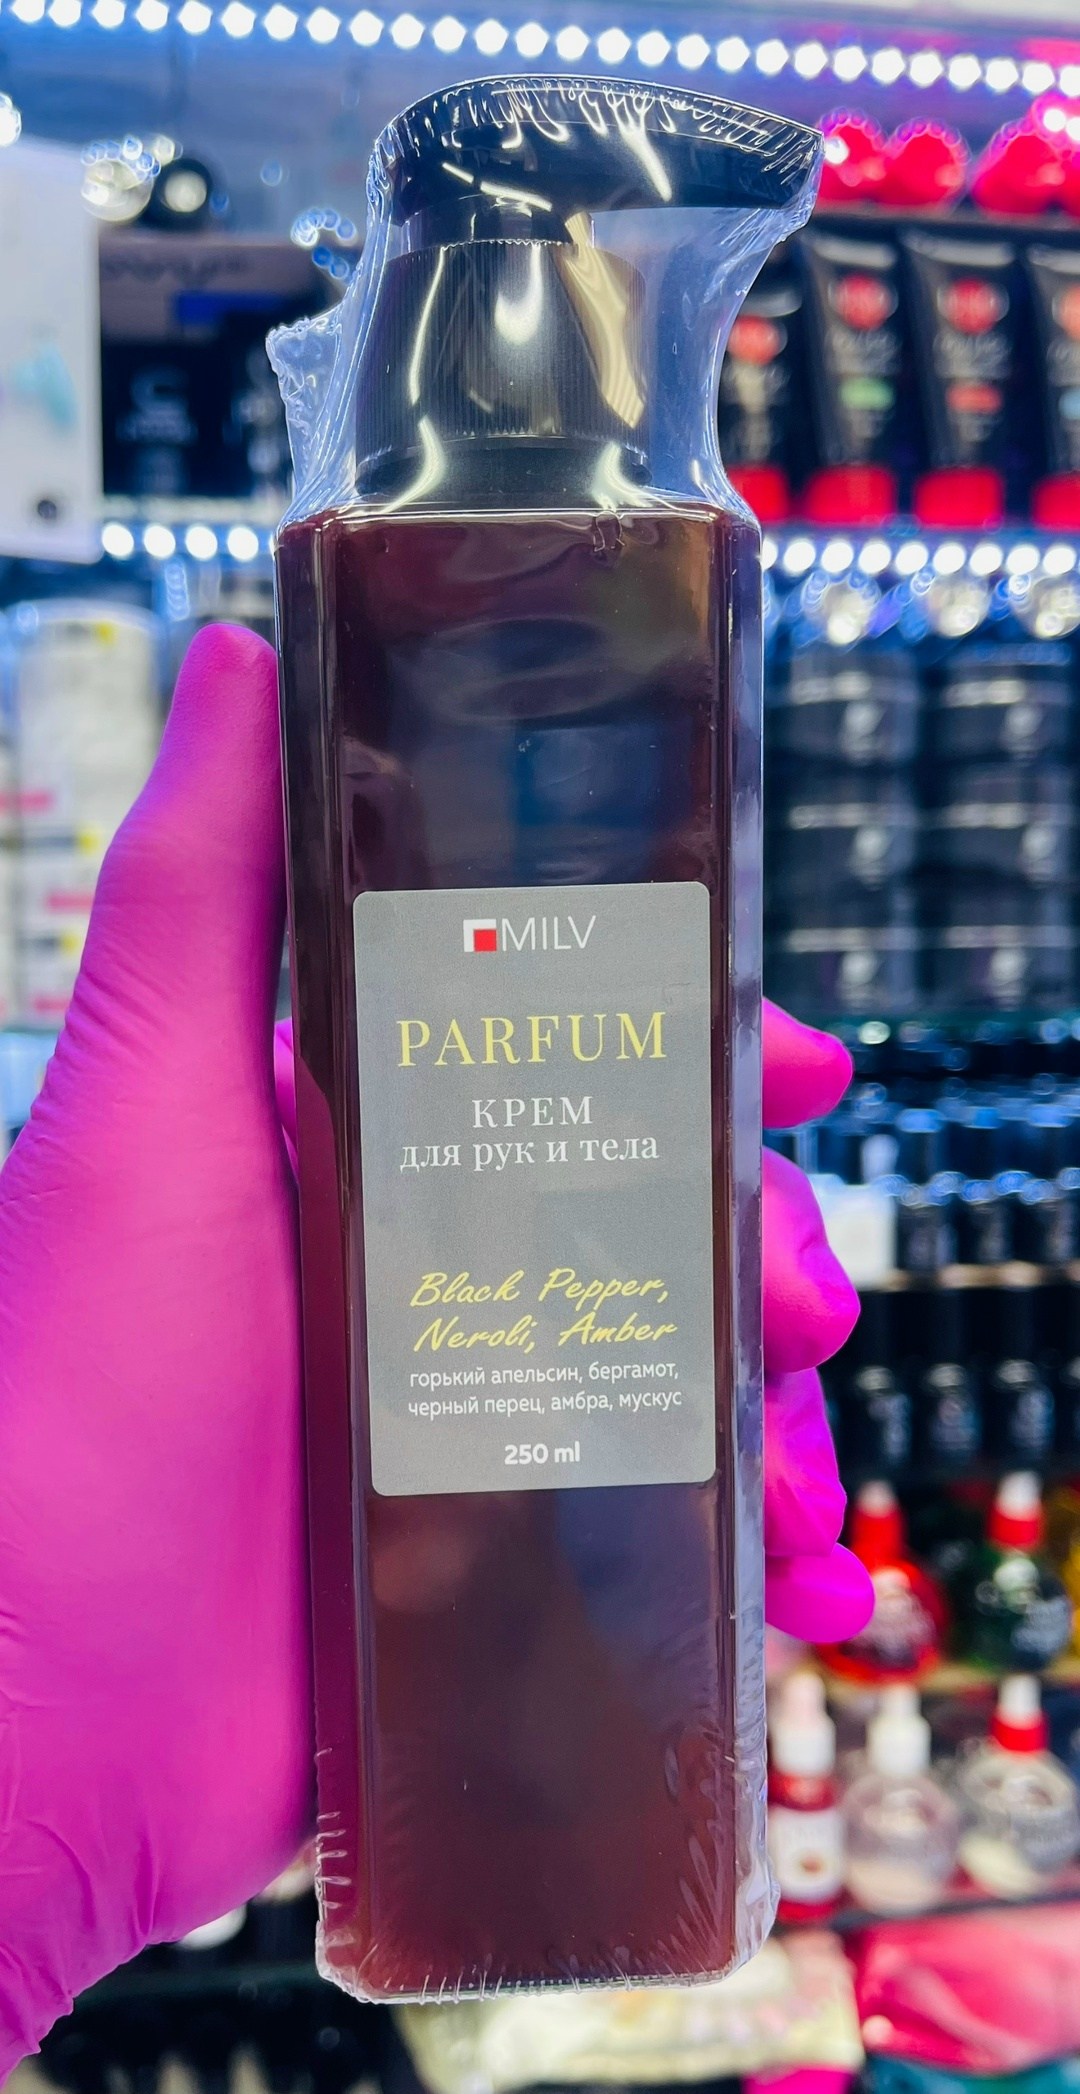 MILV
PARFUM
КРЕМ
для рук и тела
Black Pepper,
Neroli, Amber
горький апельсин, бергамот,
черный перец, амбра, мускус
250 ml